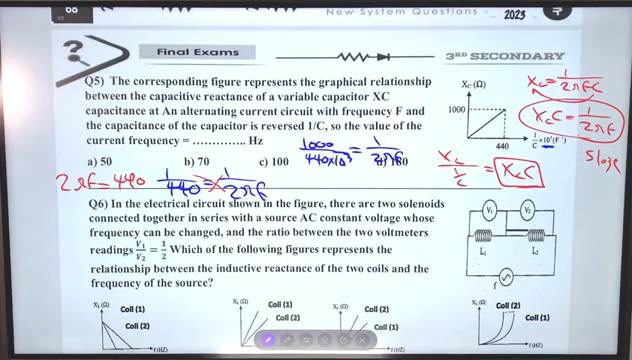 60
New System Questions
2023
Final Exams
3RD SECONDARY
Q5) The corresponding figure represents the graphical relationship
between the capacitive reactance of a variable capacitor XC
capacitance at An alternating current circuit with frequency F and
the capacitance of the capacitor is reversed 1/C, so the value of the
current frequency = ………….. Hz
a) 50 b) 70 c) 100
XC (Ω)
1000
440
1/C ×10³(F⁻¹)
XC = 1/2πFC
XC C = 1/2πF
slope
XC / 1/C = XC C
1000/440×10³ = 1/2πF
2πF=440
1/440 = 1/2πF
Q6) In the electrical circuit shown in the figure, there are two solenoids
connected together in series with a source AC constant voltage whose
frequency can be changed, and the ratio between the two voltmeters
readings V1/V2 = 1/2 Which of the following figures represents the
relationship between the inductive reactance of the two coils and the
frequency of the source?
V1 V2
L1 L2
f
XL (Ω) Coil (1)
Coil (2)
f(HZ)
XL (Ω) Coil (1)
Coil (2)
Coil (2)
Coil (1)
XL (Ω) Coil (2)
Coil (1)
f(HZ)